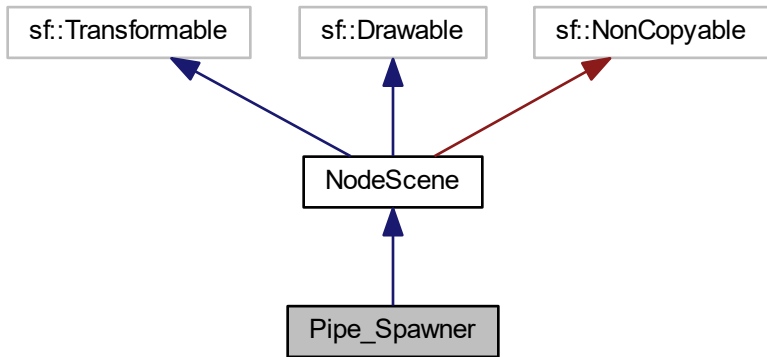 sf::Transformable
sf::Drawable
sf::NonCopyable
NodeScene
Pipe_Spawner